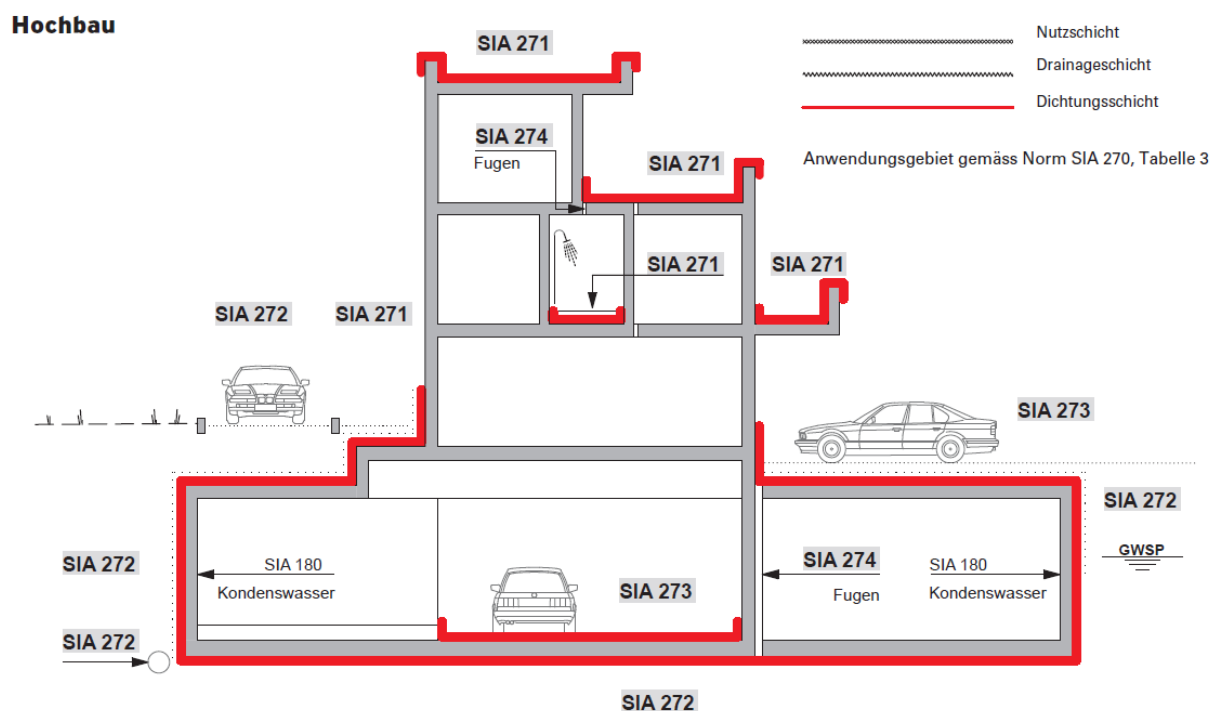 Hochbau
SIA 271
Nutzschicht
Drainageschicht
Dichtungsschicht
SIA 274
Fugen
SIA 271
Anwendungsgebiet gemäss Norm SIA 270, Tabelle 3
SIA 271
SIA 271
SIA 272
SIA 271
SIA 273
SIA 272
SIA 272
SIA 180
Kondenswasser
SIA 273
SIA 274
Fugen
SIA 180
Kondenswasser
GWSP
SIA 272
SIA 272